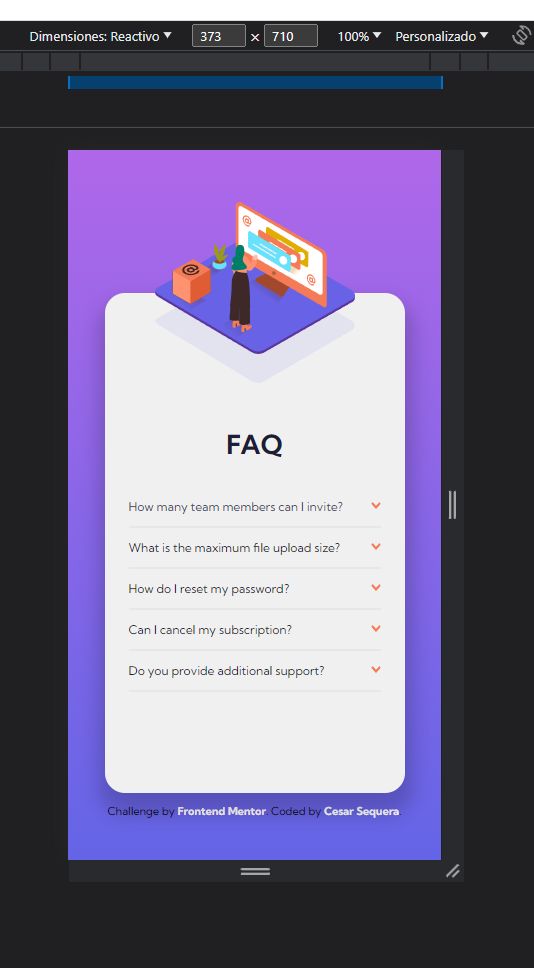 Dimensiones: Reactivo 373 × 710 100% Personalizado
FAQ
How many team members can I invite?
What is the maximum file upload size?
How do I reset my password?
Can I cancel my subscription?
Do you provide additional support?
Challenge by Frontend Mentor. Coded by Cesar Sequera